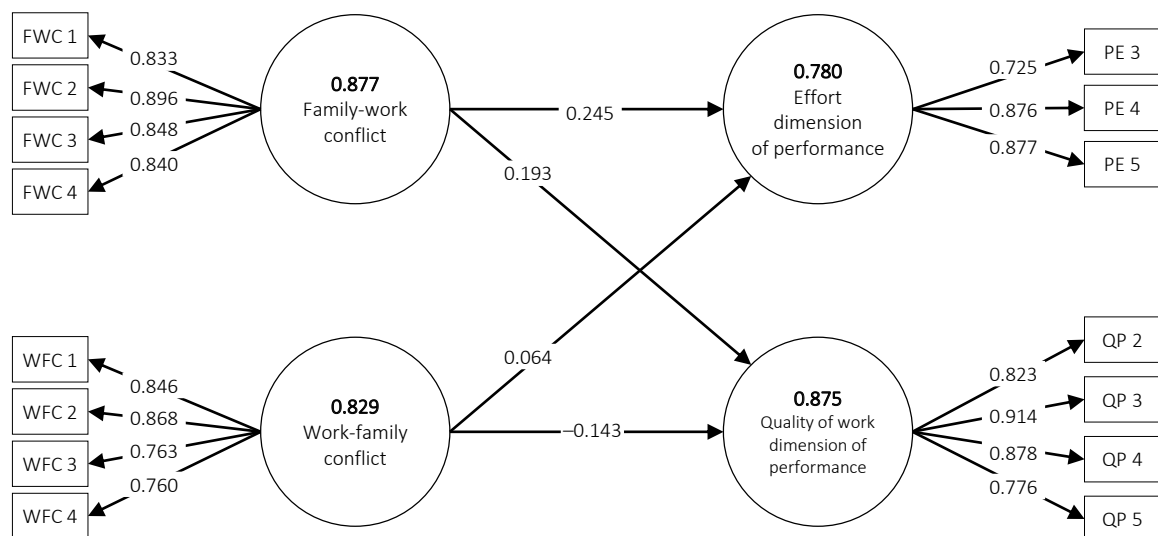 FWC 1
FWC 2
FWC 3
FWC 4
0.833
0.896
0.848
0.840
0.877
Family-work
conflict
0.245
0.193
0.780
Effort
dimension
of performance
0.725
0.876
0.877
PE 3
PE 4
PE 5
WFC 1
WFC 2
WFC 3
WFC 4
0.846
0.868
0.763
0.760
0.829
Work-family
conflict
0.064
–0.143
0.875
Quality of work
dimension of
performance
0.823
0.914
0.878
0.776
QP 2
QP 3
QP 4
QP 5